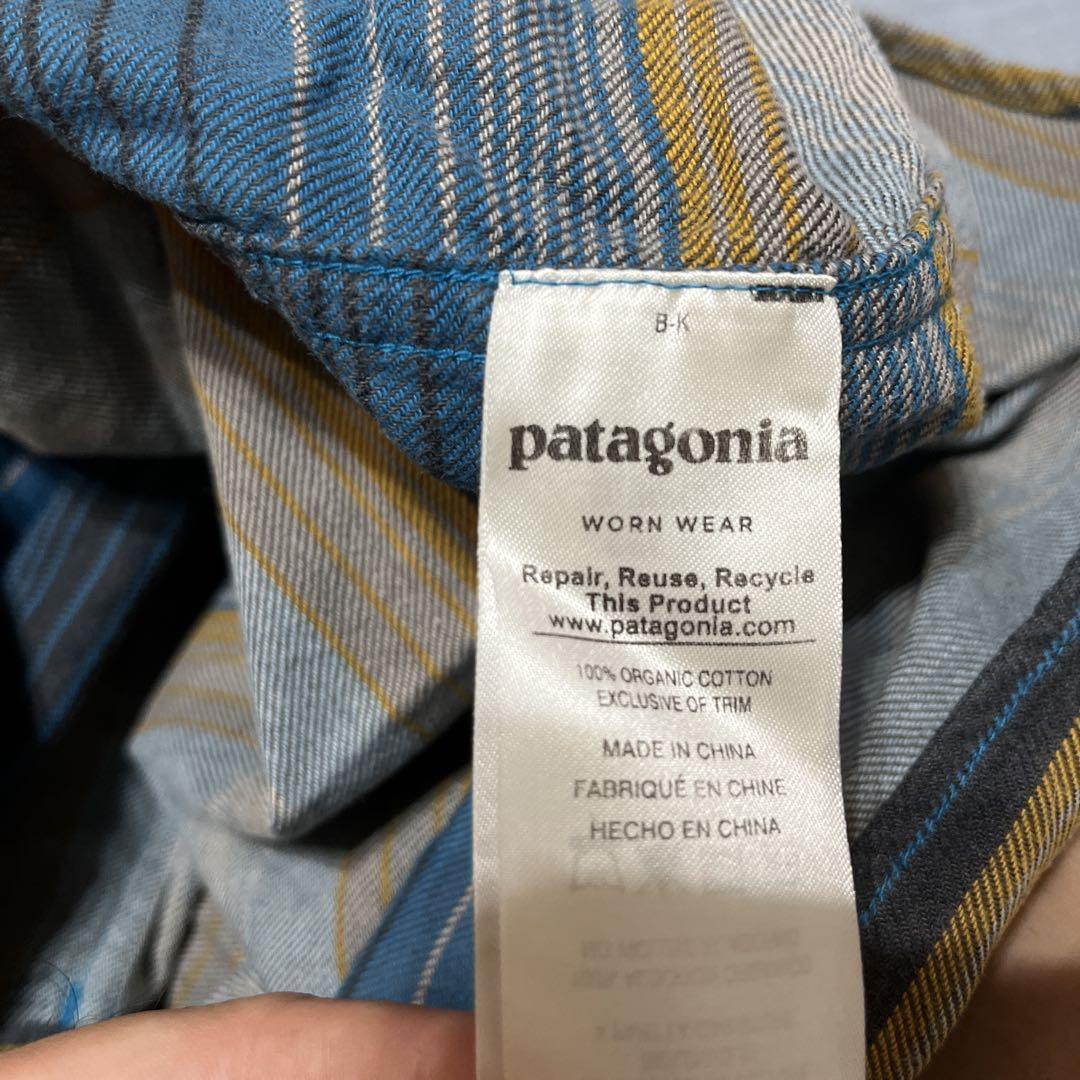 B-K
patagonia
WORN WEAR
Repair, Reuse, Recycle
This Product
www.patagonia.com
100% ORGANIC COTTON
EXCLUSIVE OF TRIM
MADE IN CHINA
FABRIQUÉ EN CHINE
HECHO EN CHINA